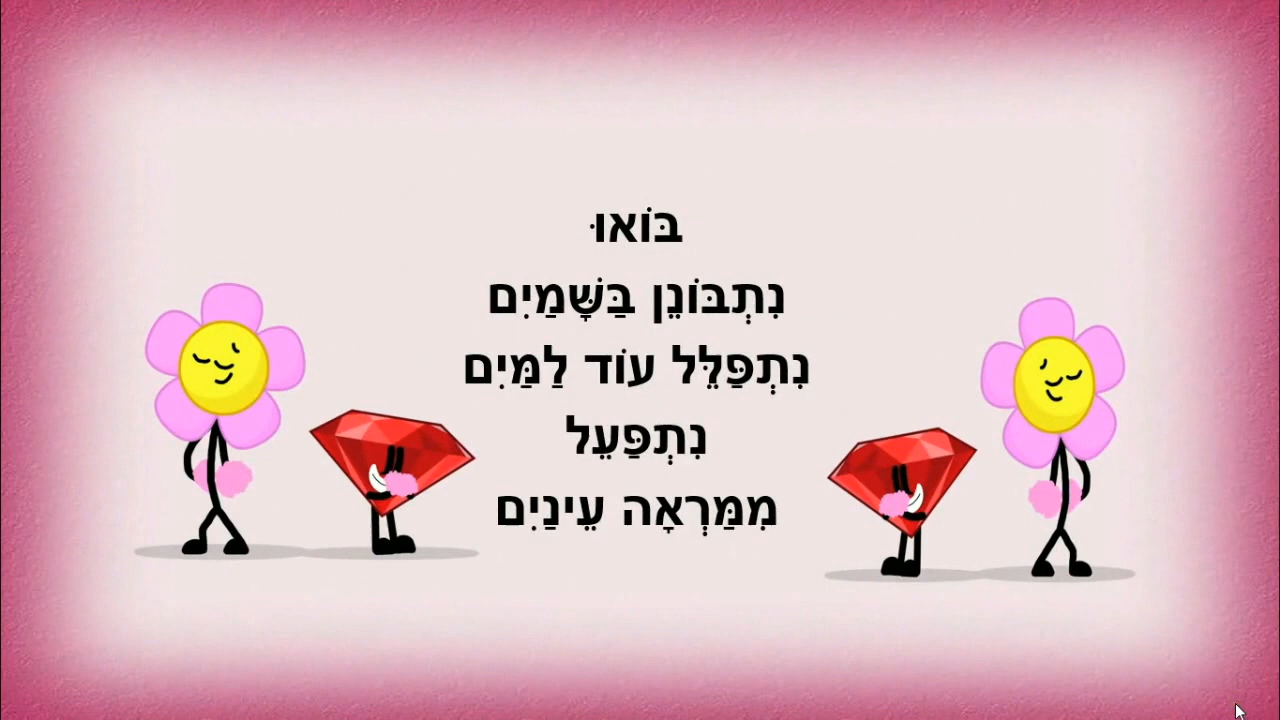 בּוֹאוּ
נִתְבּוֹנֵן בַּשָּׁמַיִם
נִתְפַּלֵּל עוֹד לַמַּיִם
נִתְפַּעֵל
מִמַּרְאָה עֵינַיִם